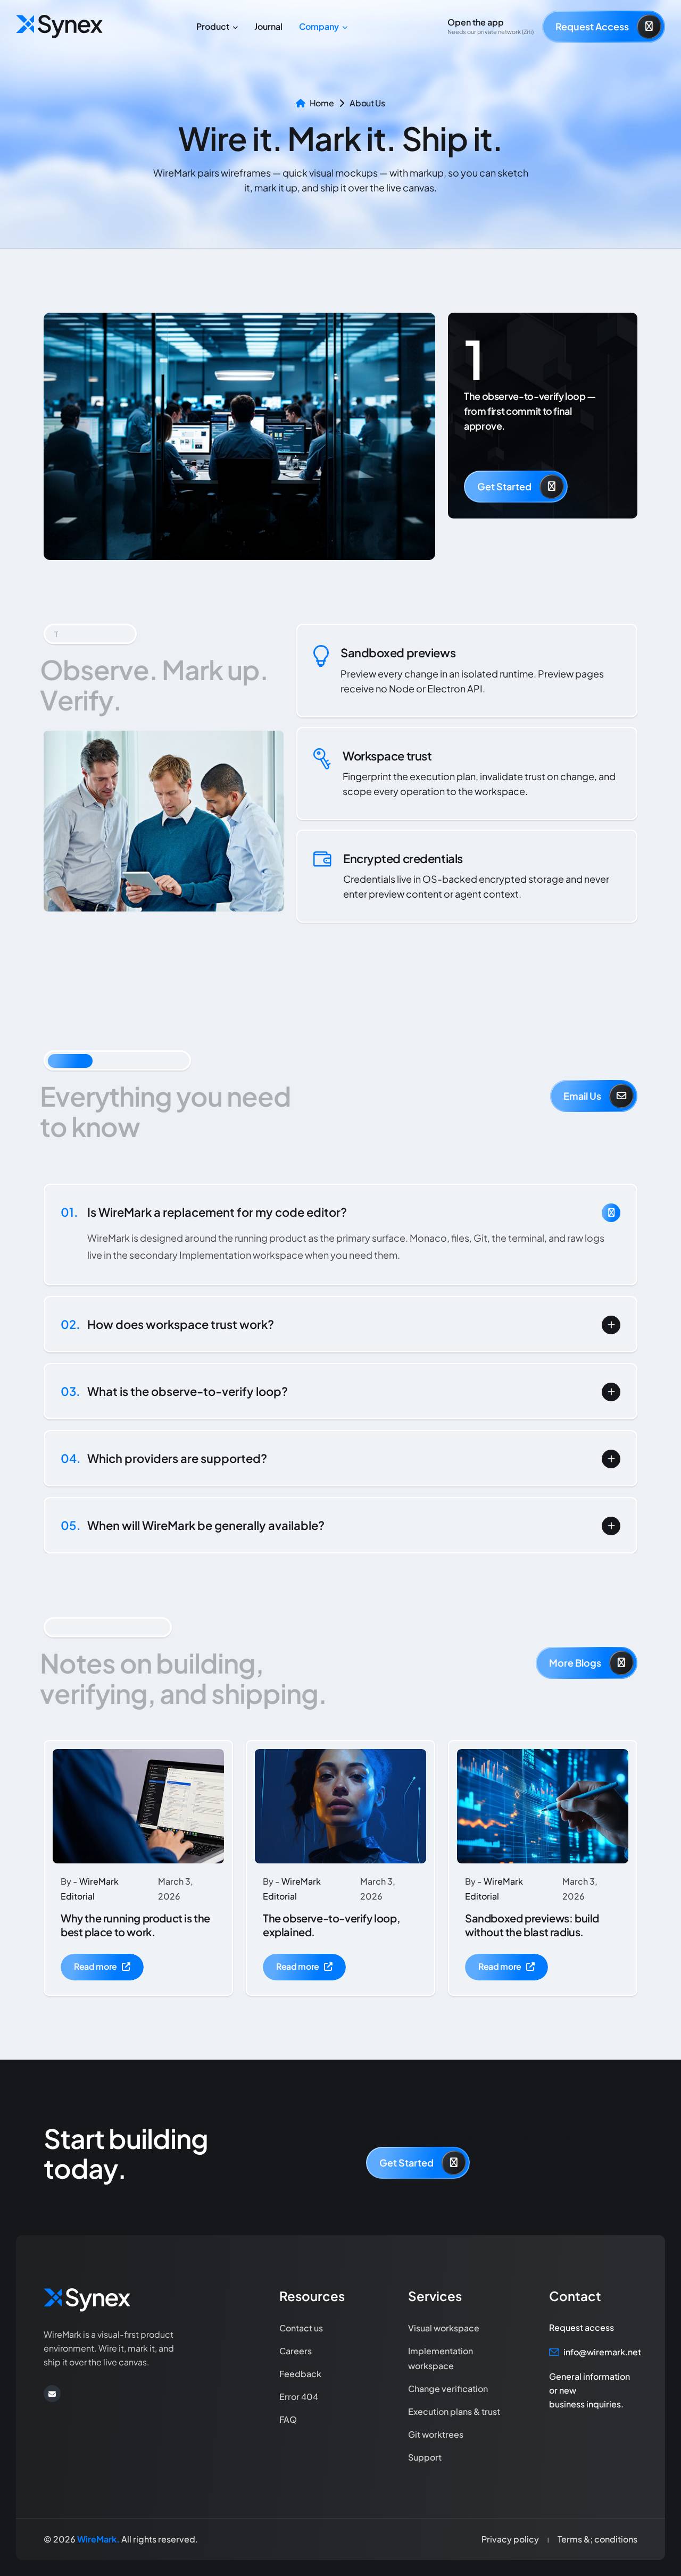 Synex
Product
Journal
Company
Open the app
Needs our private network (Ziti)
Request Access
Home
About Us
Wire it. Mark it. Ship it.
WireMark pairs wireframes — quick visual mockups — with markup, so you can sketch
it, mark it up, and ship it over the live canvas.
1
The observe-to-verify loop —
from first commit to final
approve.
Get Started
T
Observe. Mark up.
Verify.
Sandboxed previews
Preview every change in an isolated runtime. Preview pages
receive no Node or Electron API.
Workspace trust
Fingerprint the execution plan, invalidate trust on change, and
scope every operation to the workspace.
Encrypted credentials
Credentials live in OS-backed encrypted storage and never
enter preview content or agent context.
Everything you need
to know
Email Us
01. Is WireMark a replacement for my code editor?
WireMark is designed around the running product as the primary surface. Monaco, files, Git, the terminal, and raw logs
live in the secondary Implementation workspace when you need them.
02. How does workspace trust work?
03. What is the observe-to-verify loop?
04. Which providers are supported?
05. When will WireMark be generally available?
Notes on building,
verifying, and shipping.
More Blogs
By - WireMark
Editorial
March 3,
2026
Why the running product is the
best place to work.
Read more
By - WireMark
Editorial
March 3,
2026
The observe-to-verify loop,
explained.
Read more
By - WireMark
Editorial
March 3,
2026
Sandboxed previews: build
without the blast radius.
Read more
Start building
today.
Get Started
Synex
WireMark is a visual-first product
environment. Wire it, mark it, and
ship it over the live canvas.
Resources
Contact us
Careers
Feedback
Error 404
FAQ
Services
Visual workspace
Implementation
workspace
Change verification
Execution plans & trust
Git worktrees
Support
Contact
Request access
info@wiremark.net
General information
or new
business inquiries.
© 2026 WireMark. All rights reserved.
Privacy policy
Terms &; conditions